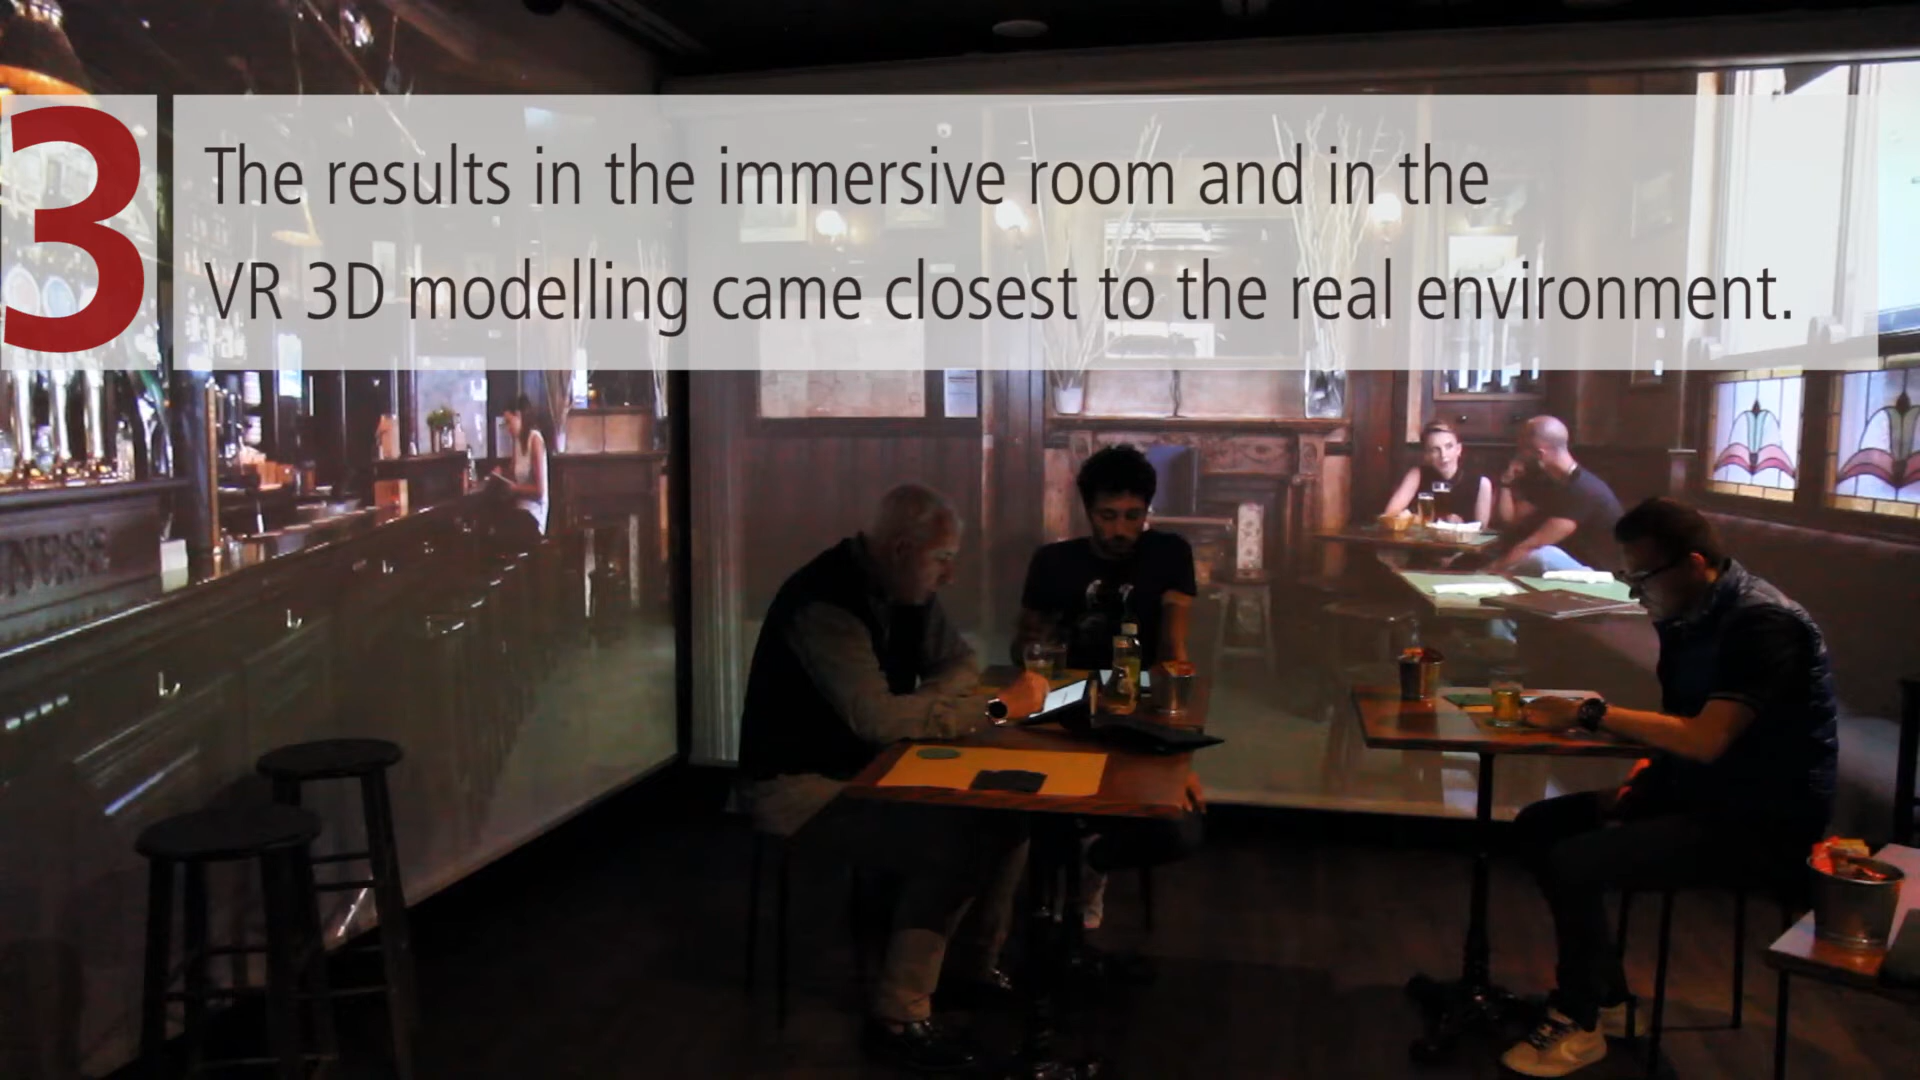 3
The results in the immersive room and in the
VR 3D modelling came closest to the real environment.